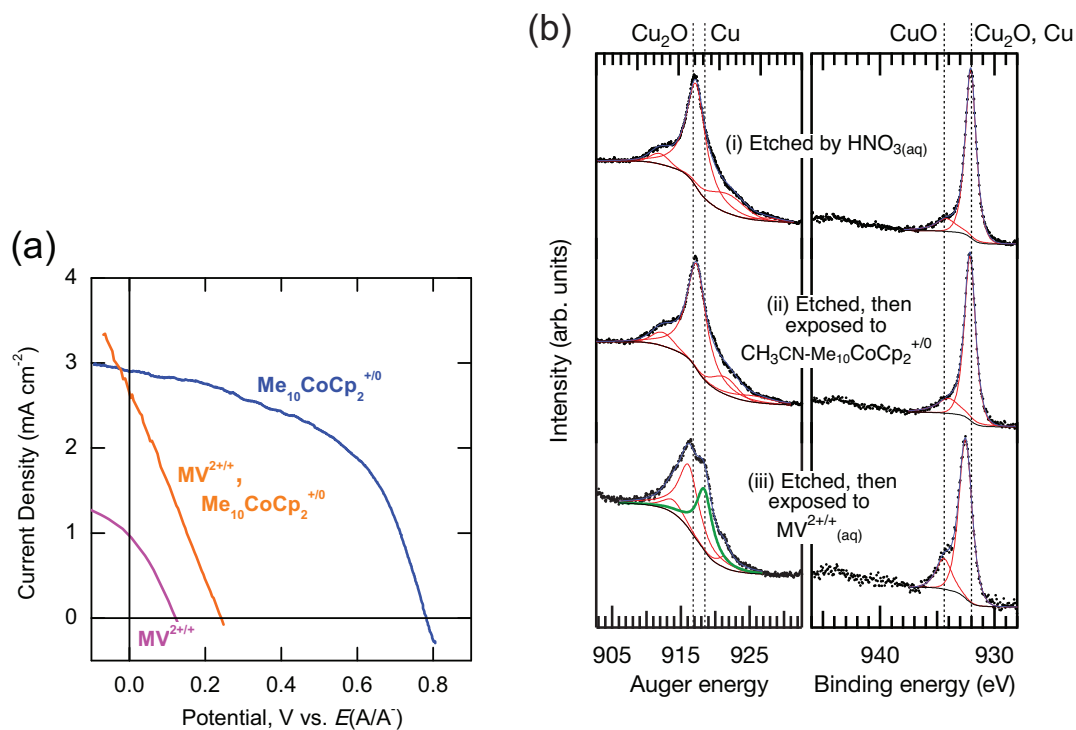 (a)
4
3
2
1
0
Current Density (mA cm⁻²)
0.0 0.2 0.4 0.6 0.8
Potential, V vs. E(A/A⁻)
Me₁₀CoCp₂⁺ᐟ⁰
MV²⁺ᐟ⁺,
Me₁₀CoCp₂⁺ᐟ⁰
MV²⁺ᐟ⁺
(b)
Cu₂O Cu CuO Cu₂O, Cu
(i) Etched by HNO₃₍ₐq₎
(ii) Etched, then
exposed to
CH₃CN-Me₁₀CoCp₂⁺ᐟ⁰
(iii) Etched, then
exposed to
MV²⁺ᐟ⁺₍ₐq₎
Intensity (arb. units)
905 915 925 940 930
Auger energy Binding energy (eV)